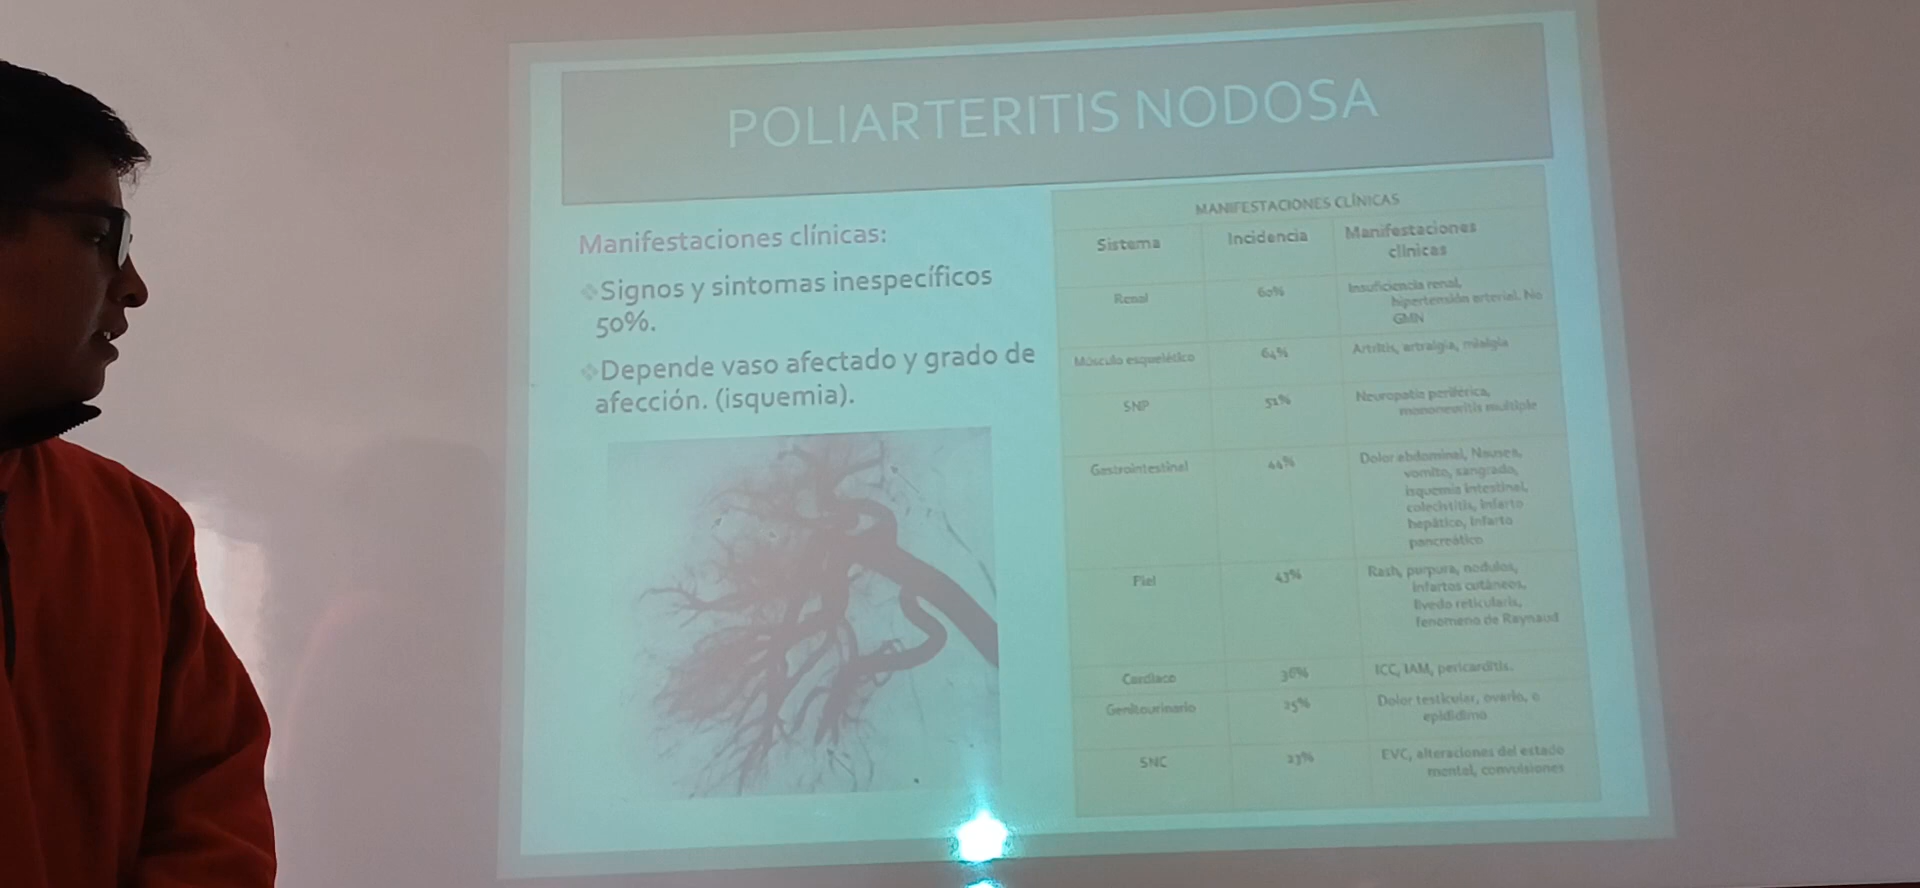 POLIARTERITIS NODOSA
Manifestaciones clínicas:
Signos y sintomas inespecíficos
50%.
Depende vaso afectado y grado de
afección. (isquemia).
MANIFESTACIONES CLÍNICAS
Sistema Incidencia Manifestaciones
clinicas
Renal 60% Insuficiencia renal,
hipertensión arterial. No
GMN
Músculo esquelético 64% Artritis, artralgia, mialgia
SNP 51% Neuropatía periférica,
mononeuritis multiple
Gastrointestinal 44% Dolor abdominal, Nausea,
vomito, sangrado,
isquemia intestinal,
colecistitis, Infarto
hepático, Infarto
pancreático
Piel 43% Rash, purpura, nodulos,
infartos cutáneos,
livedo reticularis,
fenomeno de Raynaud
Cardiaco 36% ICC, IAM, pericarditis.
Genitourinario 25% Dolor testicular, ovario, o
epididimo
SNC 23% EVC, alteraciones del estado
mental, convulsiones